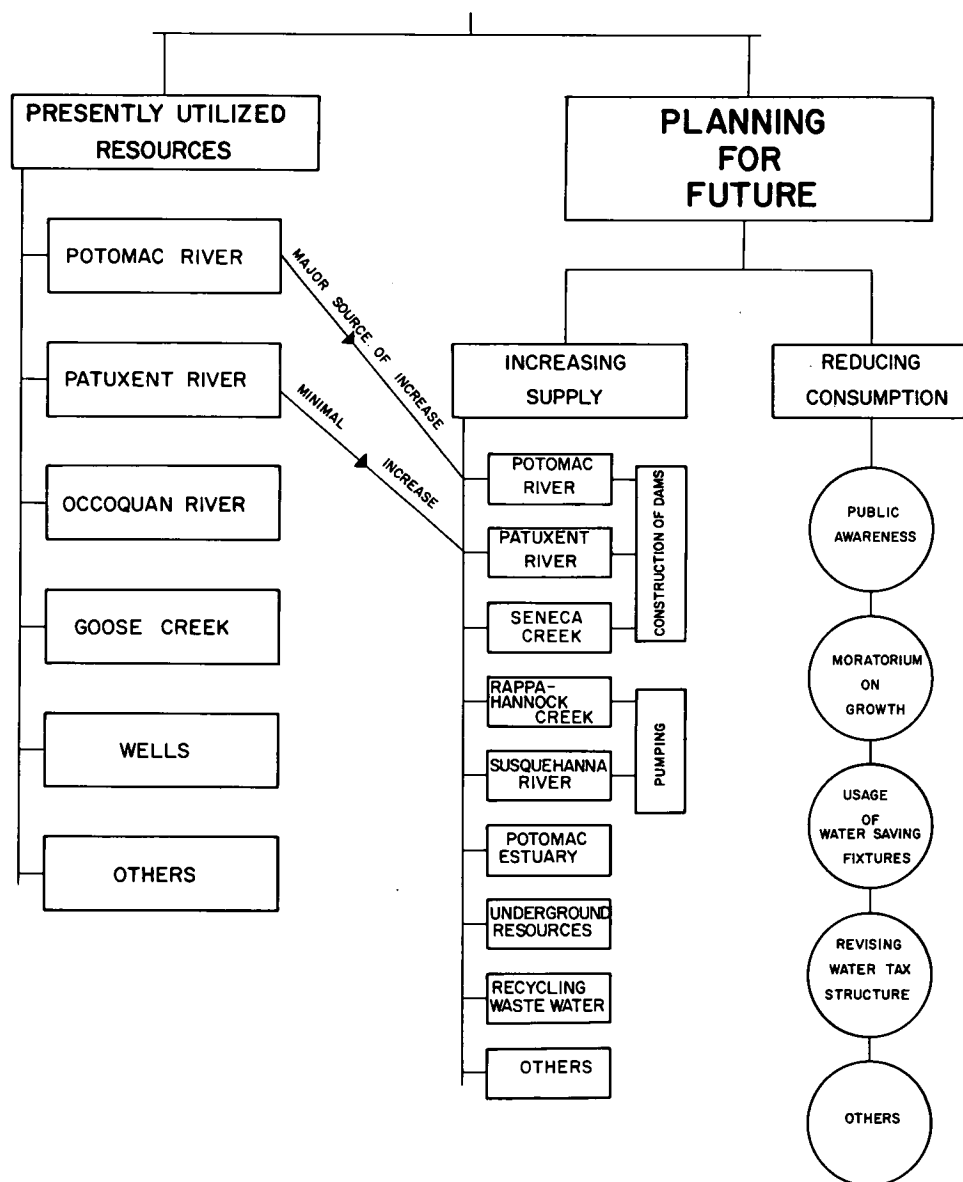 PRESENTLY UTILIZED
RESOURCES
POTOMAC RIVER
PATUXENT RIVER
OCCOQUAN RIVER
GOOSE CREEK
WELLS
OTHERS
MAJOR SOURCE OF INCREASE
MINIMAL INCREASE
PLANNING
FOR
FUTURE
INCREASING
SUPPLY
POTOMAC
RIVER
PATUXENT
RIVER
SENECA
CREEK
CONSTRUCTION OF DAMS
RAPPA-
HANNOCK
CREEK
SUSQUEHANNA
RIVER
PUMPING
POTOMAC
ESTUARY
UNDERGROUND
RESOURCES
RECYCLING
WASTE WATER
OTHERS
REDUCING
CONSUMPTION
PUBLIC
AWARENESS
MORATORIUM
ON
GROWTH
USAGE
OF
WATER SAVING
FIXTURES
REVISING
WATER TAX
STRUCTURE
OTHERS